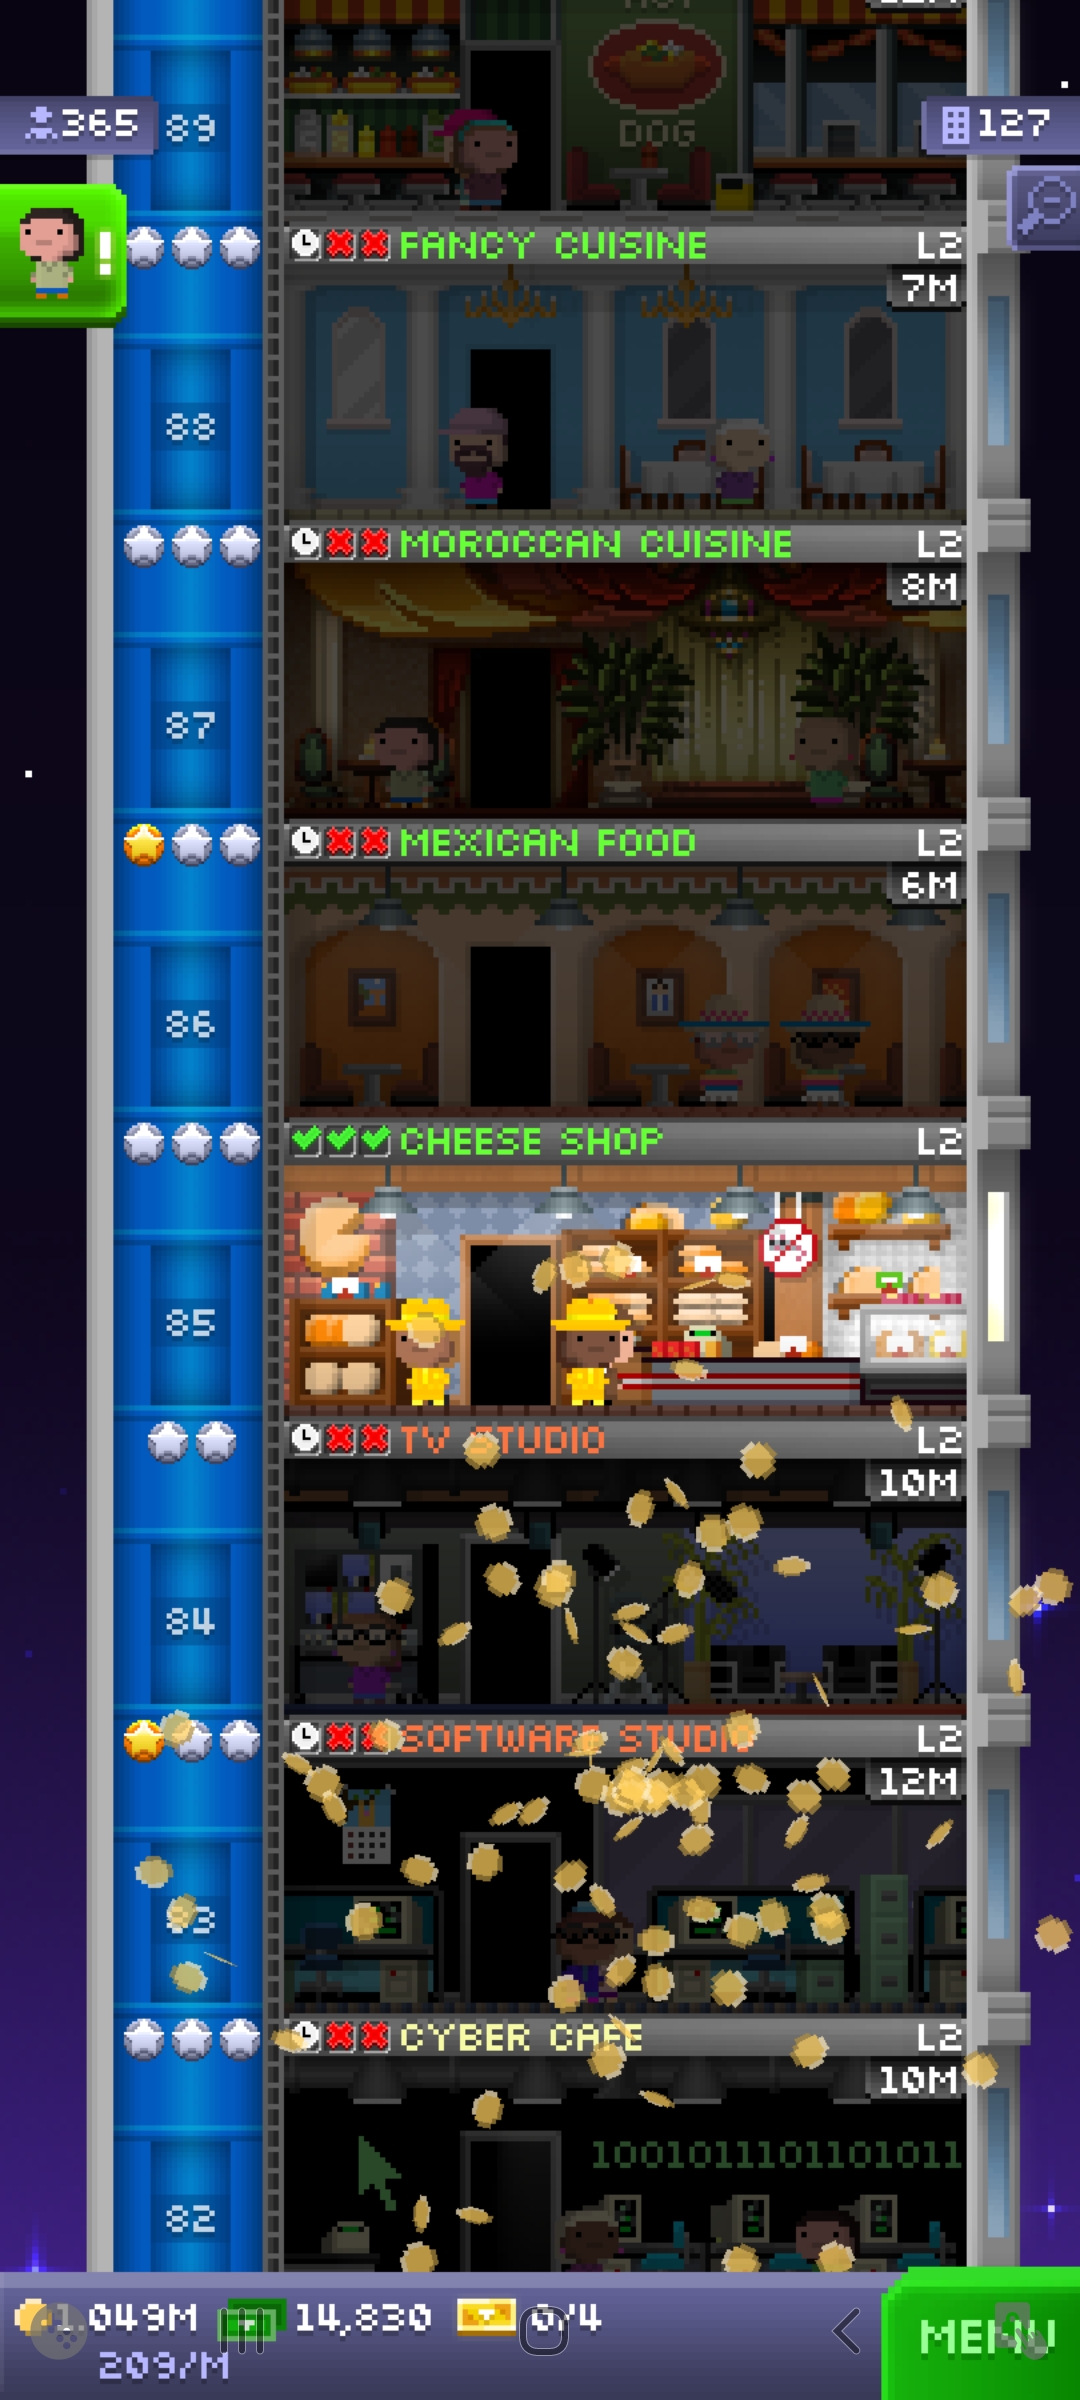 DOG
365
89
127
FANCY CUISINE
L2
7M
88
MOROCCAN CUISINE
L2
8M
87
MEXICAN FOOD
L2
6M
86
CHEESE SHOP
L2
85
TV STUDIO
L2
10M
84
SOFTWARE STUDIO
L2
12M
83
CYBER CAFE
L2
10M
1001011101101011
82
1.049M
14,830
0/4
MENU
209/M